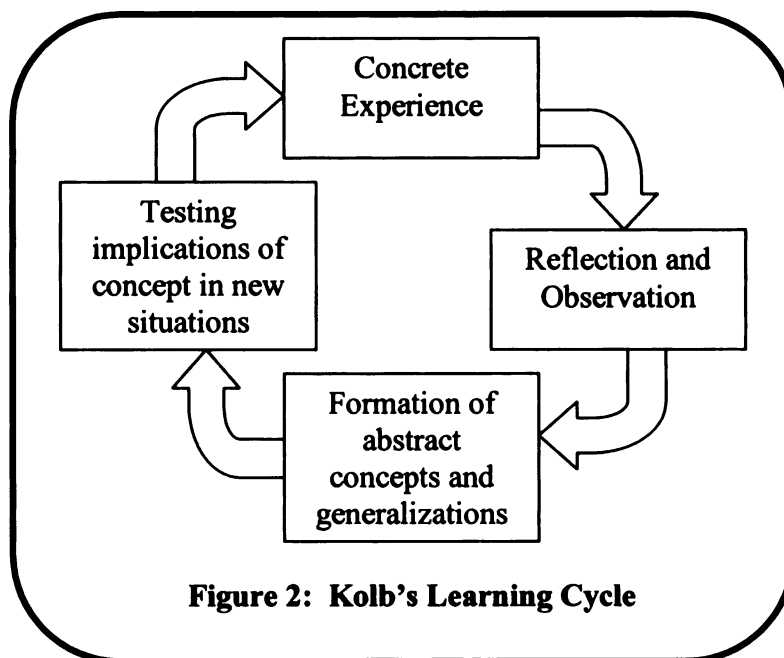 Concrete
Experience
Reflection and
Observation
Formation of
abstract
concepts and
generalizations
Testing
implications of
concept in new
situations
Figure 2: Kolb's Learning Cycle